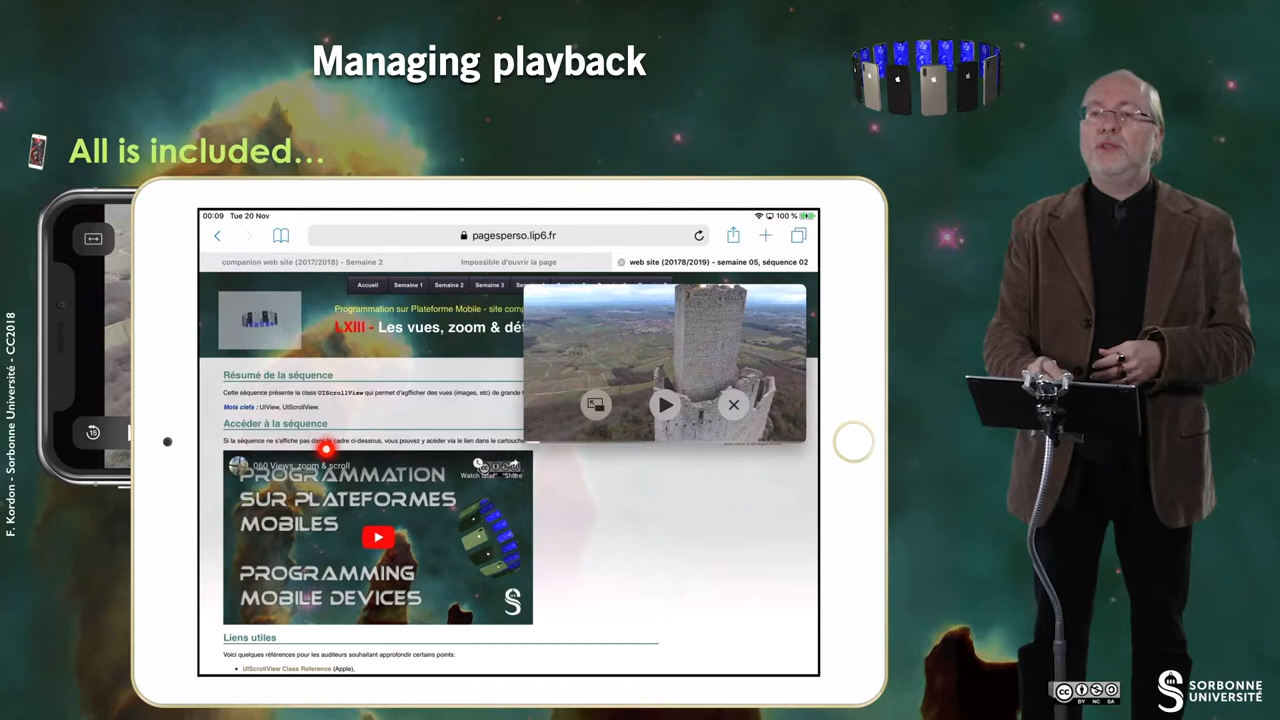 Managing playback
All is included...
F. Kordon - Sorbonne Université - CC2018
00:09 Tue 20 Nov
100 %
pagesperso.lip6.fr
companion web site (2017/2018) - Semaine 2
Impossible d'ouvrir la page
web site (20178/2019) - semaine 05, séquence 02
Accueil Semaine 1 Semaine 2 Semaine 3
Programmation sur Plateforme Mobile - site comp
LXIII - Les vues, zoom & dé
Résumé de la séquence
Cette séquence présente la class UIScrollView qui permet d'agfficher des vues (images, etc) de grande
Mots clefs : UIView, UIScrollView.
Accéder à la séquence
Si la séquence ne s'affiche pas dans le cadre ci-dessous, vous pouvez y accéder via le lien dans le cartouche
15
060 Views, zoom & scroll
Watch later Share
PROGRAMMATION
SUR PLATEFORMES
MOBILES
PROGRAMMING
MOBILE DEVICES
Liens utiles
Voici quelques références pour les auditeurs souhaitant approfondir certains points:
UIScrollView Class Reference (Apple),
CC BY NC SA
SORBONNE
UNIVERSITÉ